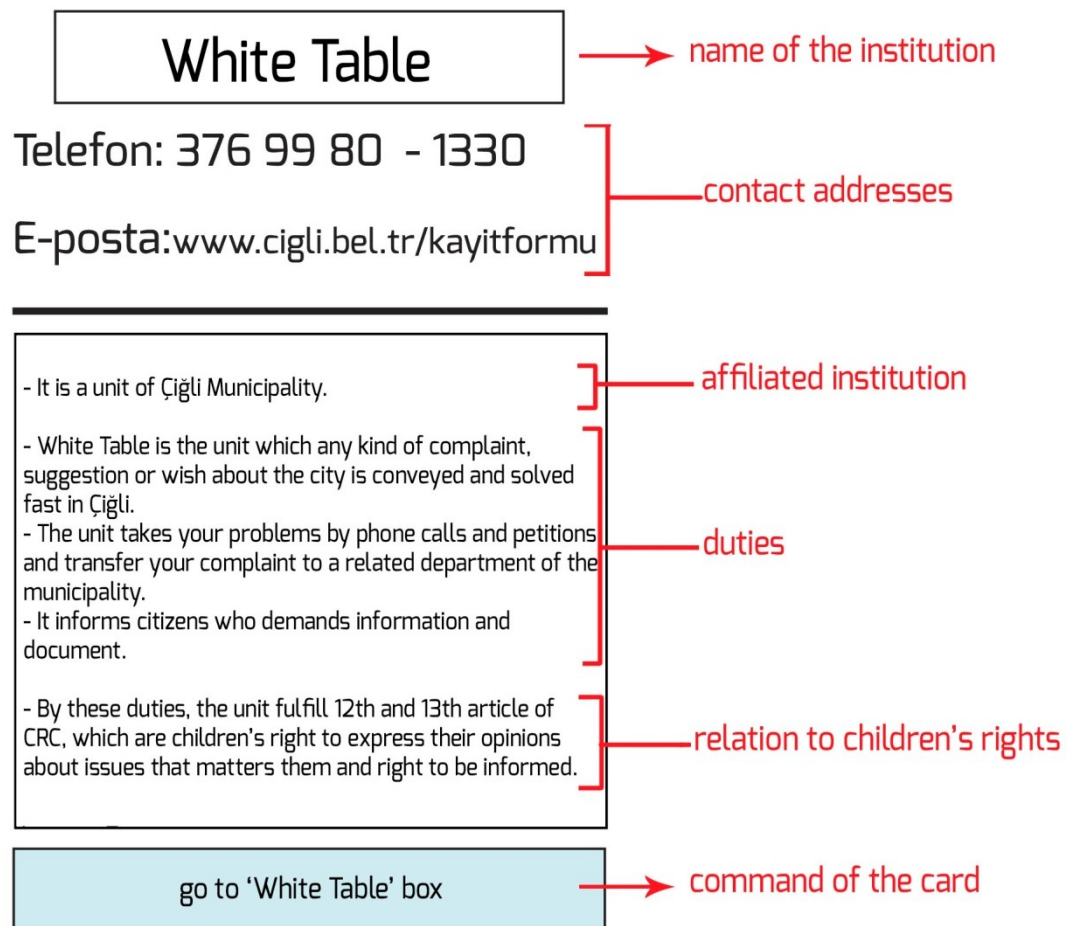 White Table
name of the institution
Telefon: 376 99 80 - 1330
contact addresses
E-posta:www.cigli.bel.tr/kayitformu
- It is a unit of Çiğli Municipality.
affiliated institution
- White Table is the unit which any kind of complaint,
suggestion or wish about the city is conveyed and solved
fast in Çiğli.
- The unit takes your problems by phone calls and petitions
and transfer your complaint to a related department of the
municipality.
- It informs citizens who demands information and
document.
duties
- By these duties, the unit fulfill 12th and 13th article of
CRC, which are children's right to express their opinions
about issues that matters them and right to be informed.
relation to children's rights
go to 'White Table' box
command of the card